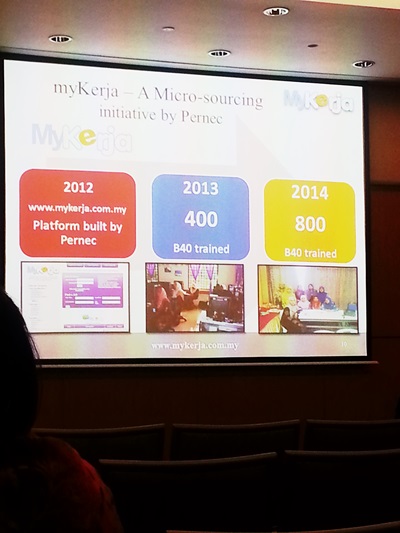 myKerja – A Micro-sourcing
initiative by Pernec
MyKerja
MyKerja
2012
www.mykerja.com.my
Platform built by
Pernec
2013
400
B40 trained
2014
800
B40 trained
www.mykerja.com.my